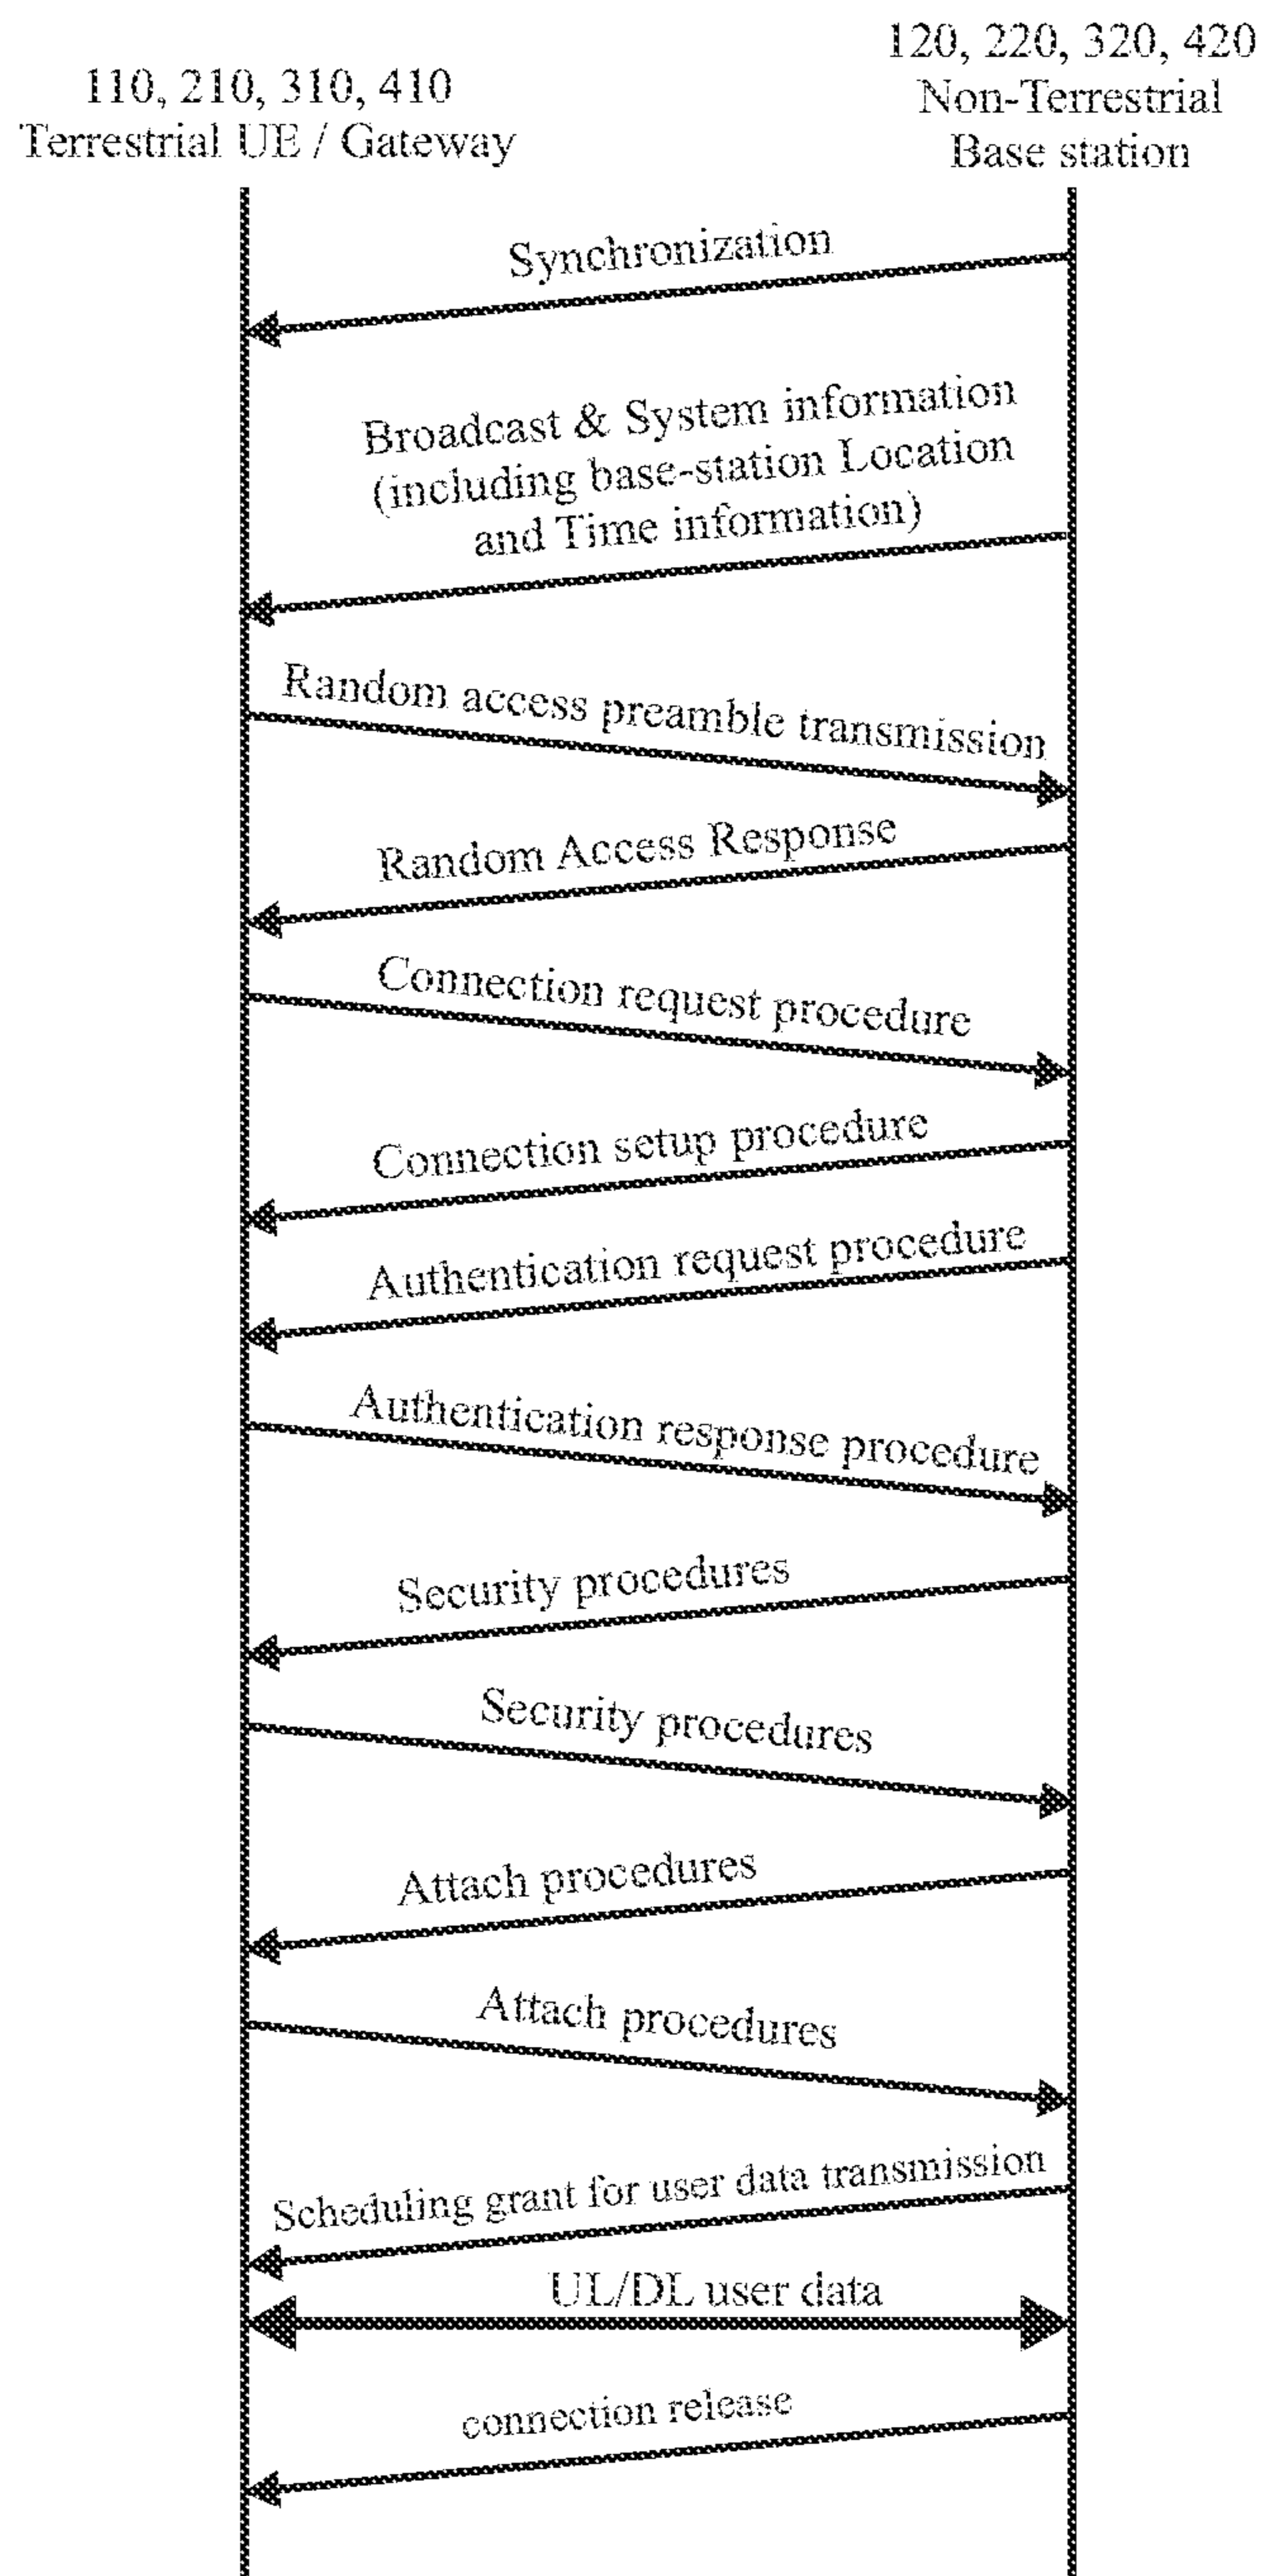 110, 210, 310, 410
Terrestrial UE / Gateway
120, 220, 320, 420
Non-Terrestrial
Base station
Synchronization
Broadcast & System information
(including base-station Location
and Time information)
Random access preamble transmission
Random Access Response
Connection request procedure
Connection setup procedure
Authentication request procedure
Authentication response procedure
Security procedures
Security procedures
Attach procedures
Attach procedures
Scheduling grant for user data transmission
UL/DL user data
connection release